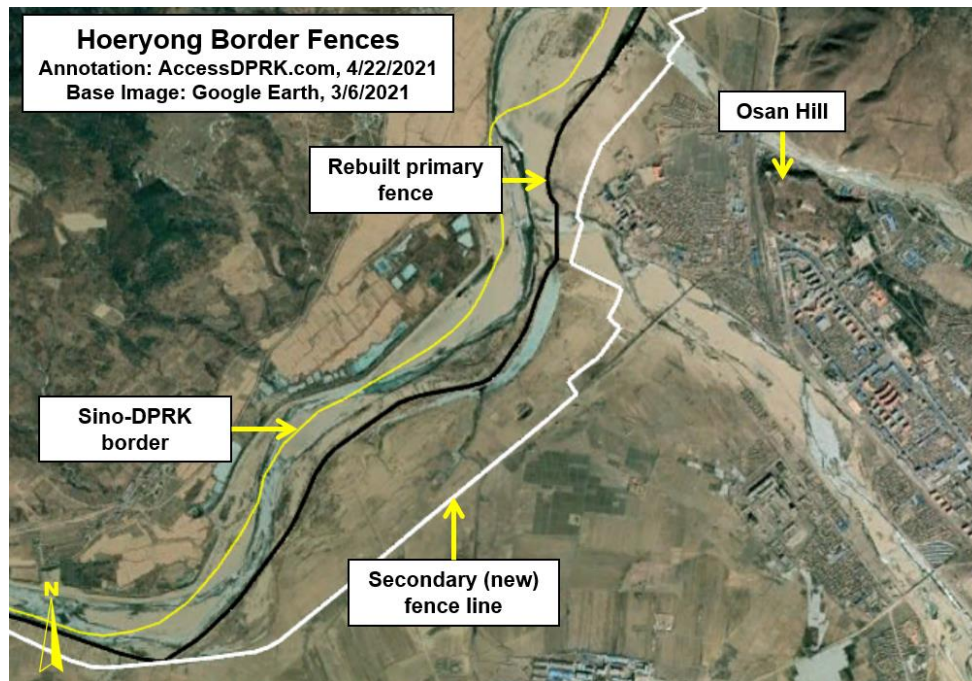 Hoeryong Border Fences
Annotation: AccessDPRK.com, 4/22/2021
Base Image: Google Earth, 3/6/2021
Osan Hill
Rebuilt primary
fence
Sino-DPRK
border
Secondary (new)
fence line
N